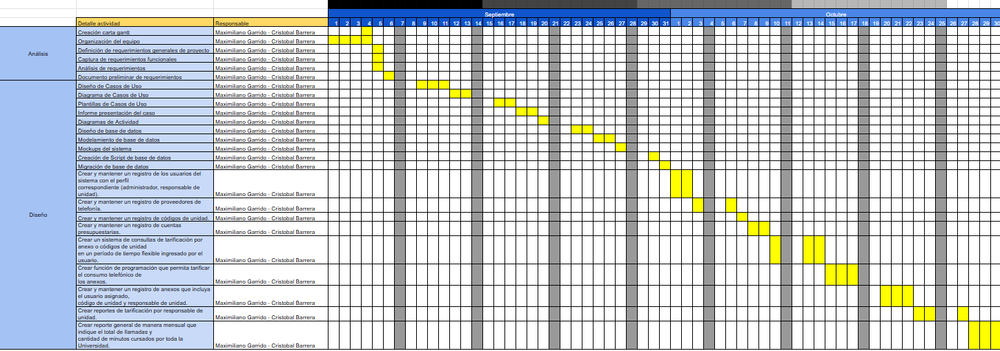 Septiembre Octubre
Detalle actividad Responsable 1 2 3 4 5 6 7 8 9 10 11 12 13 14 15 16 17 18 19 20 21 22 23 24 25 26 27 28 29 30 31 1 2 3 4 5 6 7 8 9 10 11 12 13 14 15 16 17 18 19 20 21 22 23 24 25 26 27 28 29 30
Análisis
Creación carta gantt Maximiliano Garrido - Cristobal Barrera
Organización del equipo Maximiliano Garrido - Cristobal Barrera
Definición de requerimientos generales de proyecto Maximiliano Garrido - Cristobal Barrera
Captura de requerimientos funcionales Maximiliano Garrido - Cristobal Barrera
Análisis de requerimientos Maximiliano Garrido - Cristobal Barrera
Documento preliminar de requerimientos Maximiliano Garrido - Cristobal Barrera
Diseño
Diseño de Casos de Uso Maximiliano Garrido - Cristobal Barrera
Diagrama de Casos de Uso Maximiliano Garrido - Cristobal Barrera
Plantillas de Casos de Uso Maximiliano Garrido - Cristobal Barrera
Informe presentación del caso Maximiliano Garrido - Cristobal Barrera
Diagramas de Actividad Maximiliano Garrido - Cristobal Barrera
Diseño de base de datos Maximiliano Garrido - Cristobal Barrera
Modelamiento de base de datos Maximiliano Garrido - Cristobal Barrera
Mockups del sistema Maximiliano Garrido - Cristobal Barrera
Creación de Script de base de datos Maximiliano Garrido - Cristobal Barrera
Migración de base de datos Maximiliano Garrido - Cristobal Barrera
Crear y mantener un registro de los usuarios del
sistema con el perfil
correspondiente (administrador, responsable de
unidad). Maximiliano Garrido - Cristobal Barrera
Crear y mantener un registro de proveedores de
telefonía. Maximiliano Garrido - Cristobal Barrera
Crear y mantener un registro de códigos de unidad. Maximiliano Garrido - Cristobal Barrera
Crear y mantener un registro de cuentas
presupuestarias. Maximiliano Garrido - Cristobal Barrera
Crear un sistema de consultas de tarificación por
anexo o códigos de unidad
en un período de tiempo flexible ingresado por el
usuario. Maximiliano Garrido - Cristobal Barrera
Crear función de programación que permita tarificar
el consumo telefónico de
los anexos. Maximiliano Garrido - Cristobal Barrera
Crear y mantener un registro de anexos que incluya
el usuario asignado,
código de unidad y responsable de unidad. Maximiliano Garrido - Cristobal Barrera
Crear reportes de tarificación por responsable de
unidad. Maximiliano Garrido - Cristobal Barrera
Crear reporte general de manera mensual que
indique el total de llamadas y
cantidad de minutos cursados por toda la
Universidad. Maximiliano Garrido - Cristobal Barrera